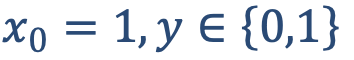 x₀ = 1, y ∈ {0,1}